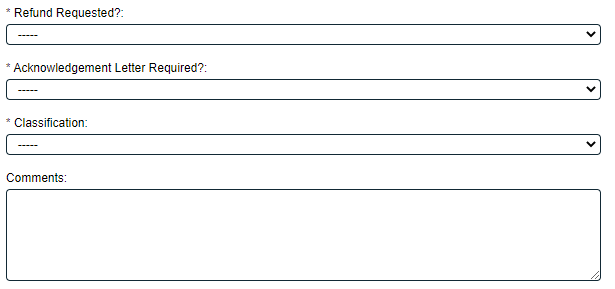 * Refund Requested?:
-----
* Acknowledgement Letter Required?:
-----
* Classification:
-----
Comments: